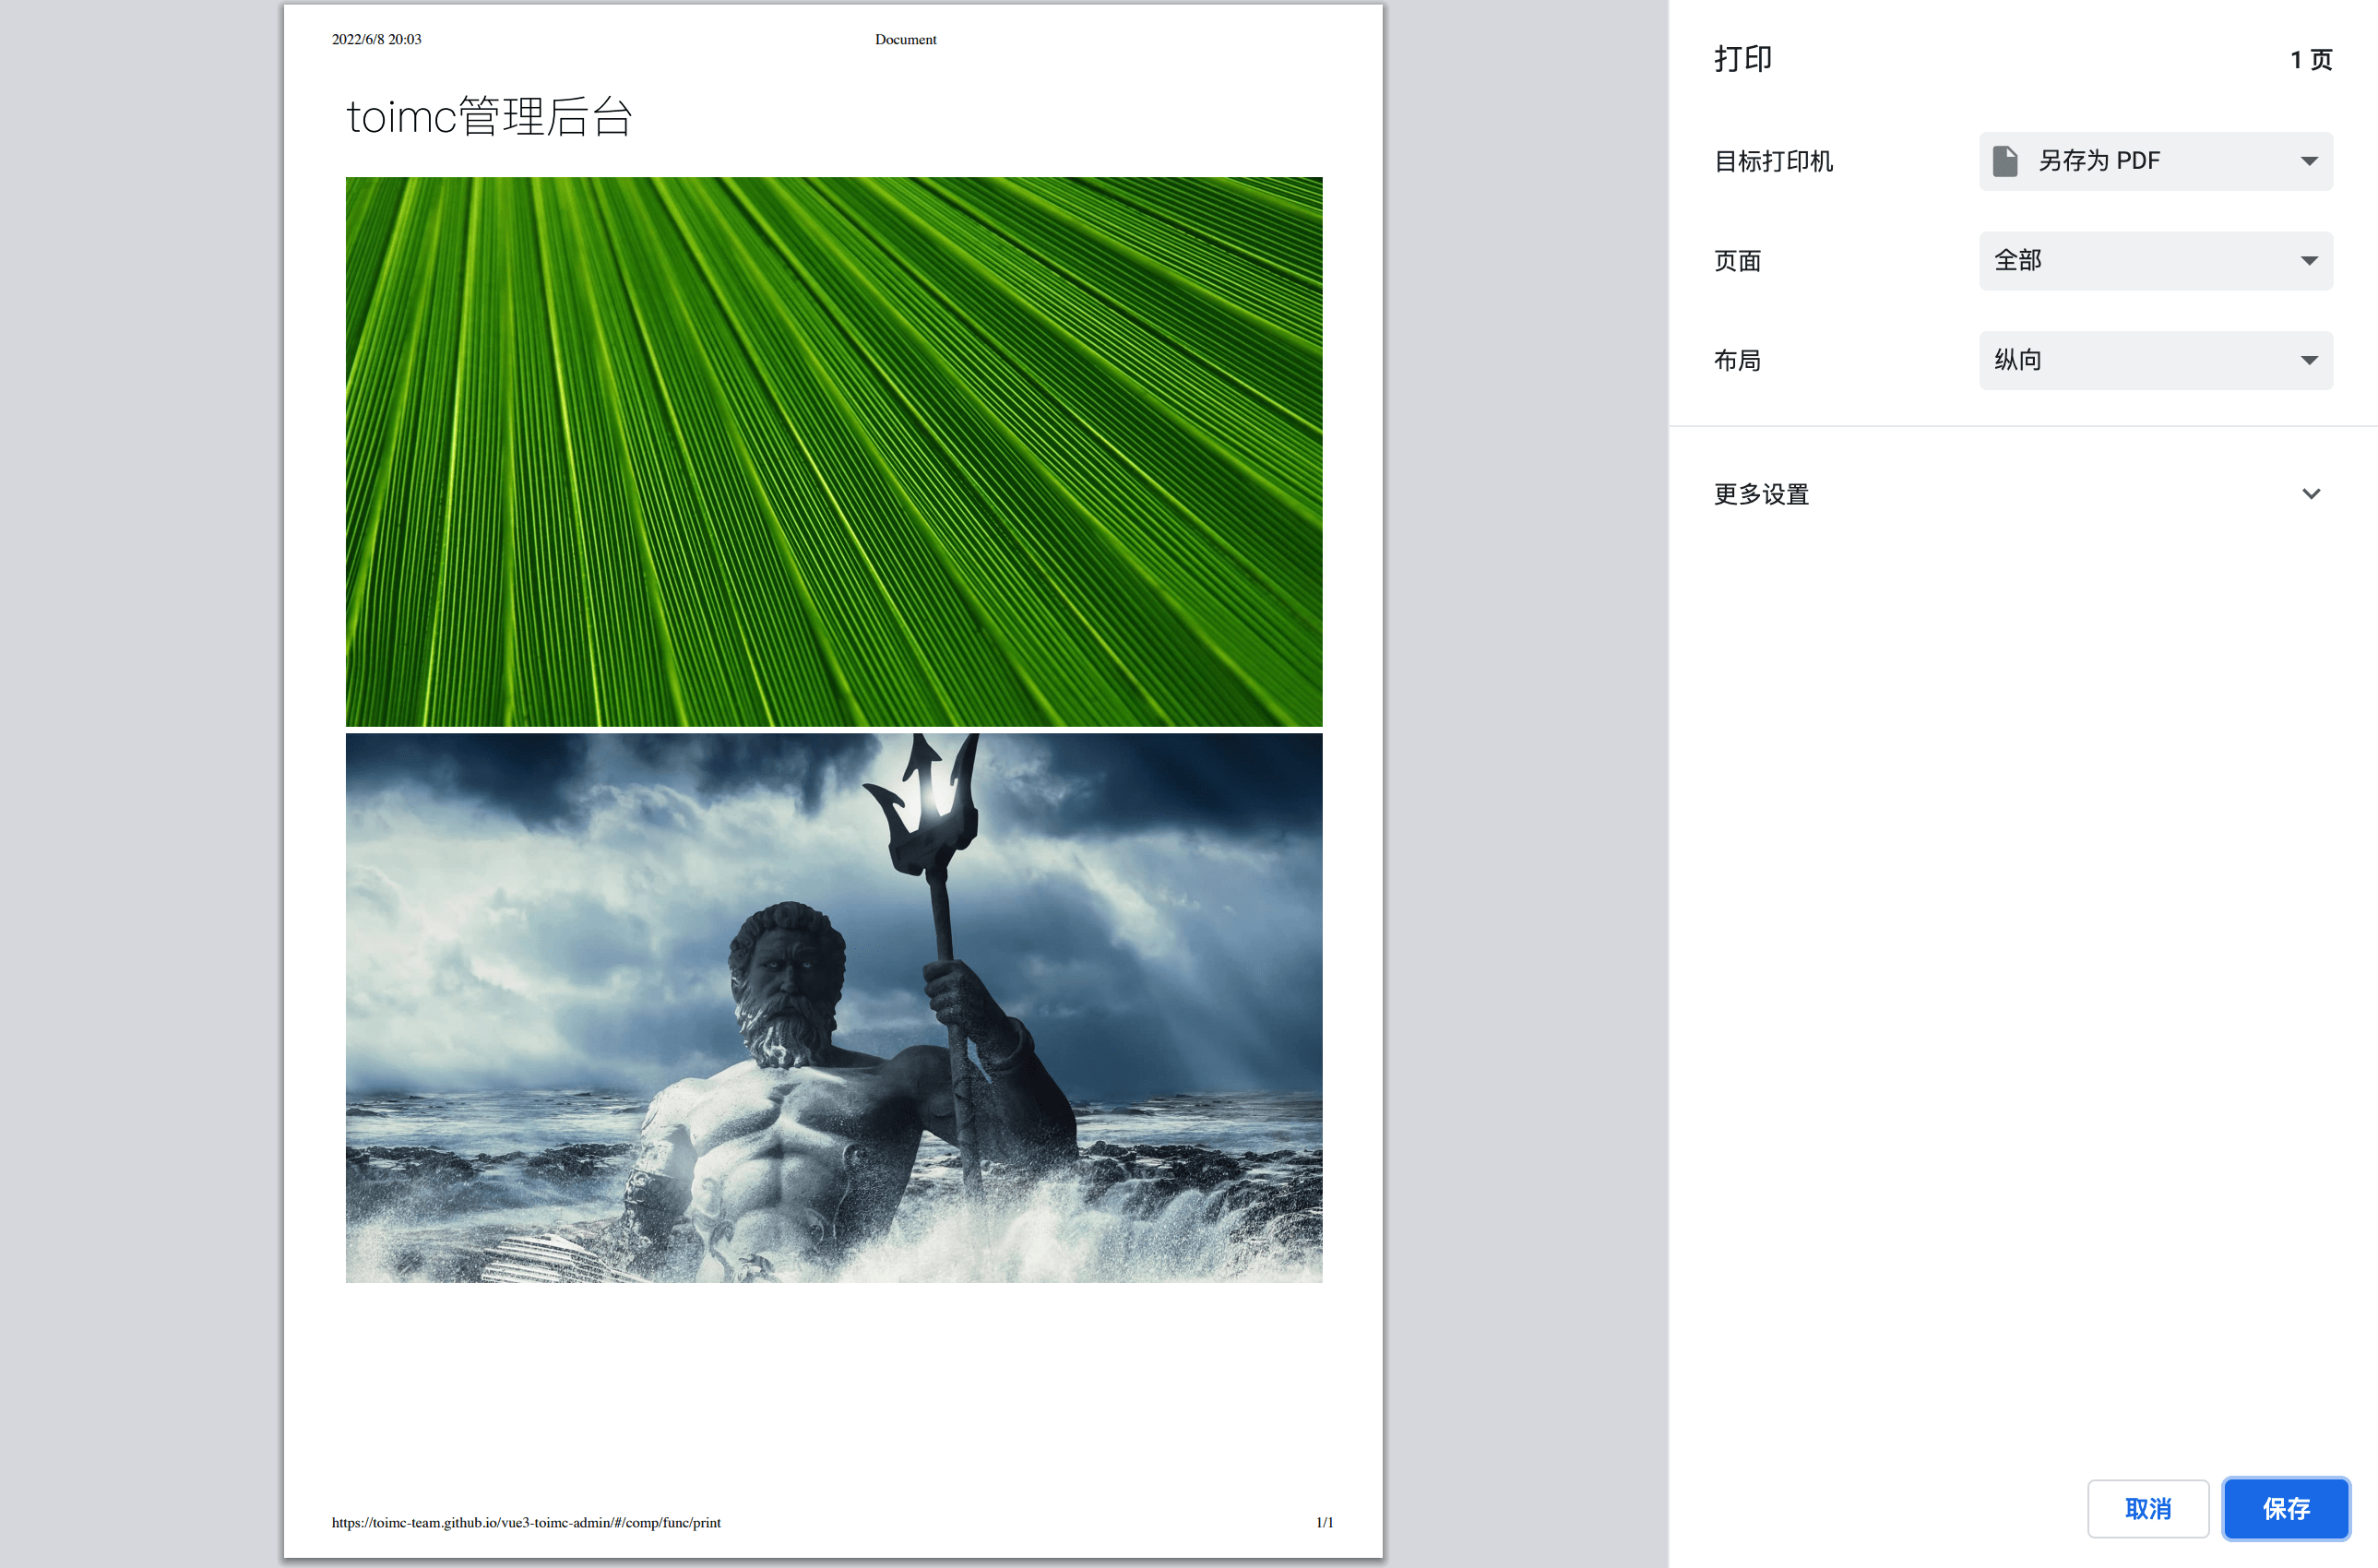 2022/6/8 20:03
Document
toimc管理后台
https://toimc-team.github.io/vue3-toimc-admin/#/comp/func/print
1/1
打印
1 页
目标打印机
另存为 PDF
页面
全部
布局
纵向
更多设置
取消
保存